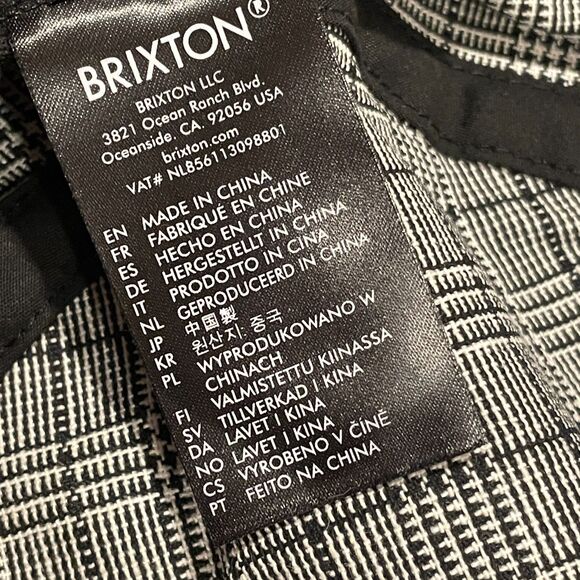 BRIXTON®
BRIXTON LLC
3821 Ocean Ranch Blvd.
Oceanside, CA. 92056 USA
brixton.com
VAT# NL856113098801
EN MADE IN CHINA
FR FABRIQUÉ EN CHINE
ES HECHO EN CHINA
DE HERGESTELLT IN CHINA
IT PRODOTTO IN CINA
NL GEPRODUCEERD IN CHINA
JP 中国製
KR 원산지: 중국
PL WYPRODUKOWANO W
CHINACH
FI VALMISTETTU KIINASSA
SV TILLVERKAD I KINA
DA LAVET I KINA
NO LAVET I KINA
CS VYROBENO V ČÍNĚ
PT FEITO NA CHINA